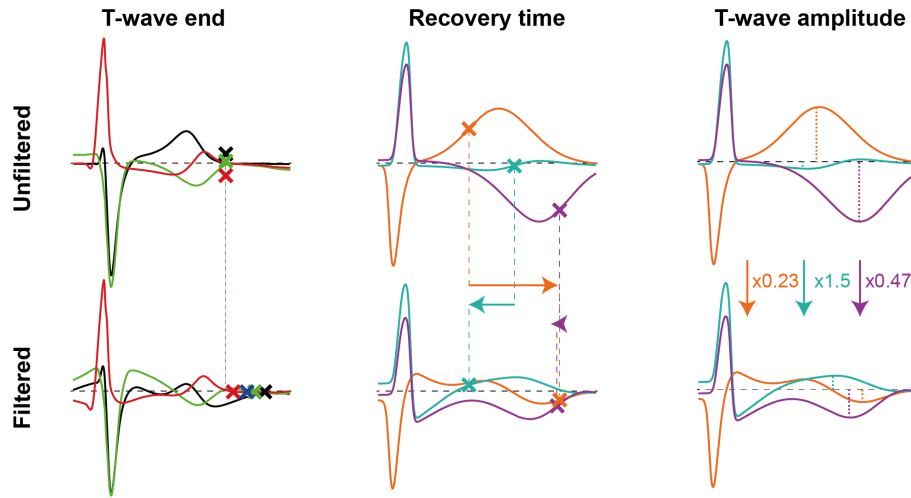 T-wave end
Recovery time
T-wave amplitude
Unfiltered
x0.23
x1.5
x0.47
Filtered